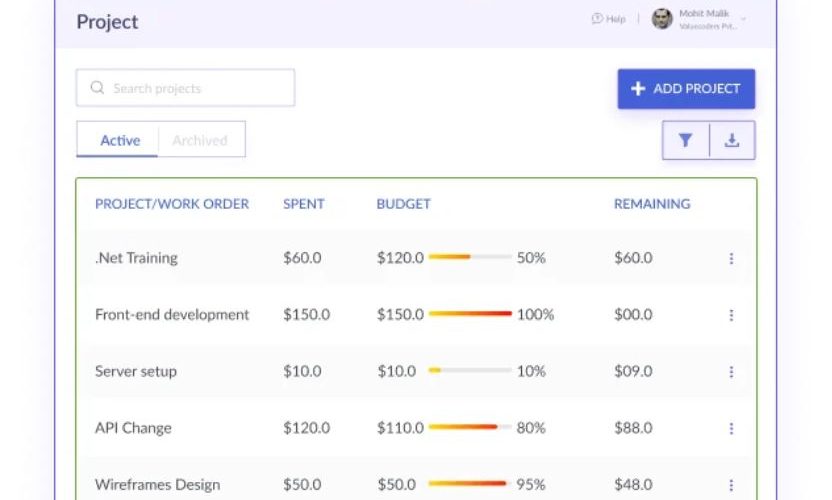 Project
Help
Mohit Malik
Valuecoders Pvt..
Search projects
ADD PROJECT
Active Archived
PROJECT/WORK ORDER SPENT BUDGET REMAINING
.Net Training $60.0 $120.0 50% $60.0
Front-end development $150.0 $150.0 100% $00.0
Server setup $10.0 $10.0 10% $09.0
API Change $120.0 $110.0 80% $88.0
Wireframes Design $50.0 $50.0 95% $48.0